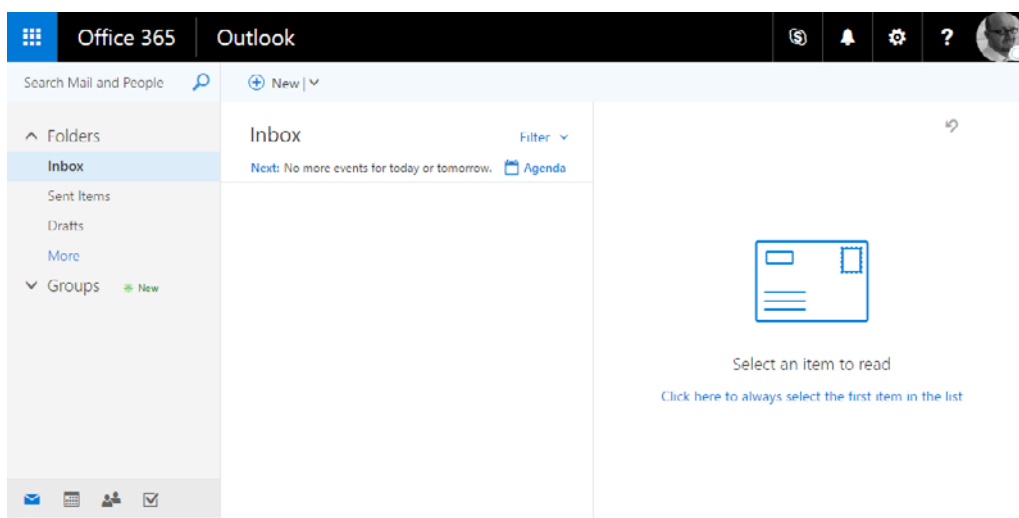 Office 365 Outlook ?
Search Mail and People New
Folders
Inbox
Sent Items
Drafts
More
Groups New
Inbox Filter
Next: No more events for today or tomorrow. Agenda
Select an item to read
Click here to always select the first item in the list